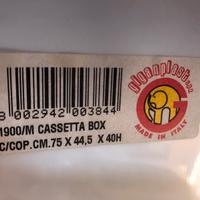 8 002942 003844
1900/M CASSETTA BOX
C/COP.CM.75 X 44,5 X 40H
giganplast
MADE IN ITALY